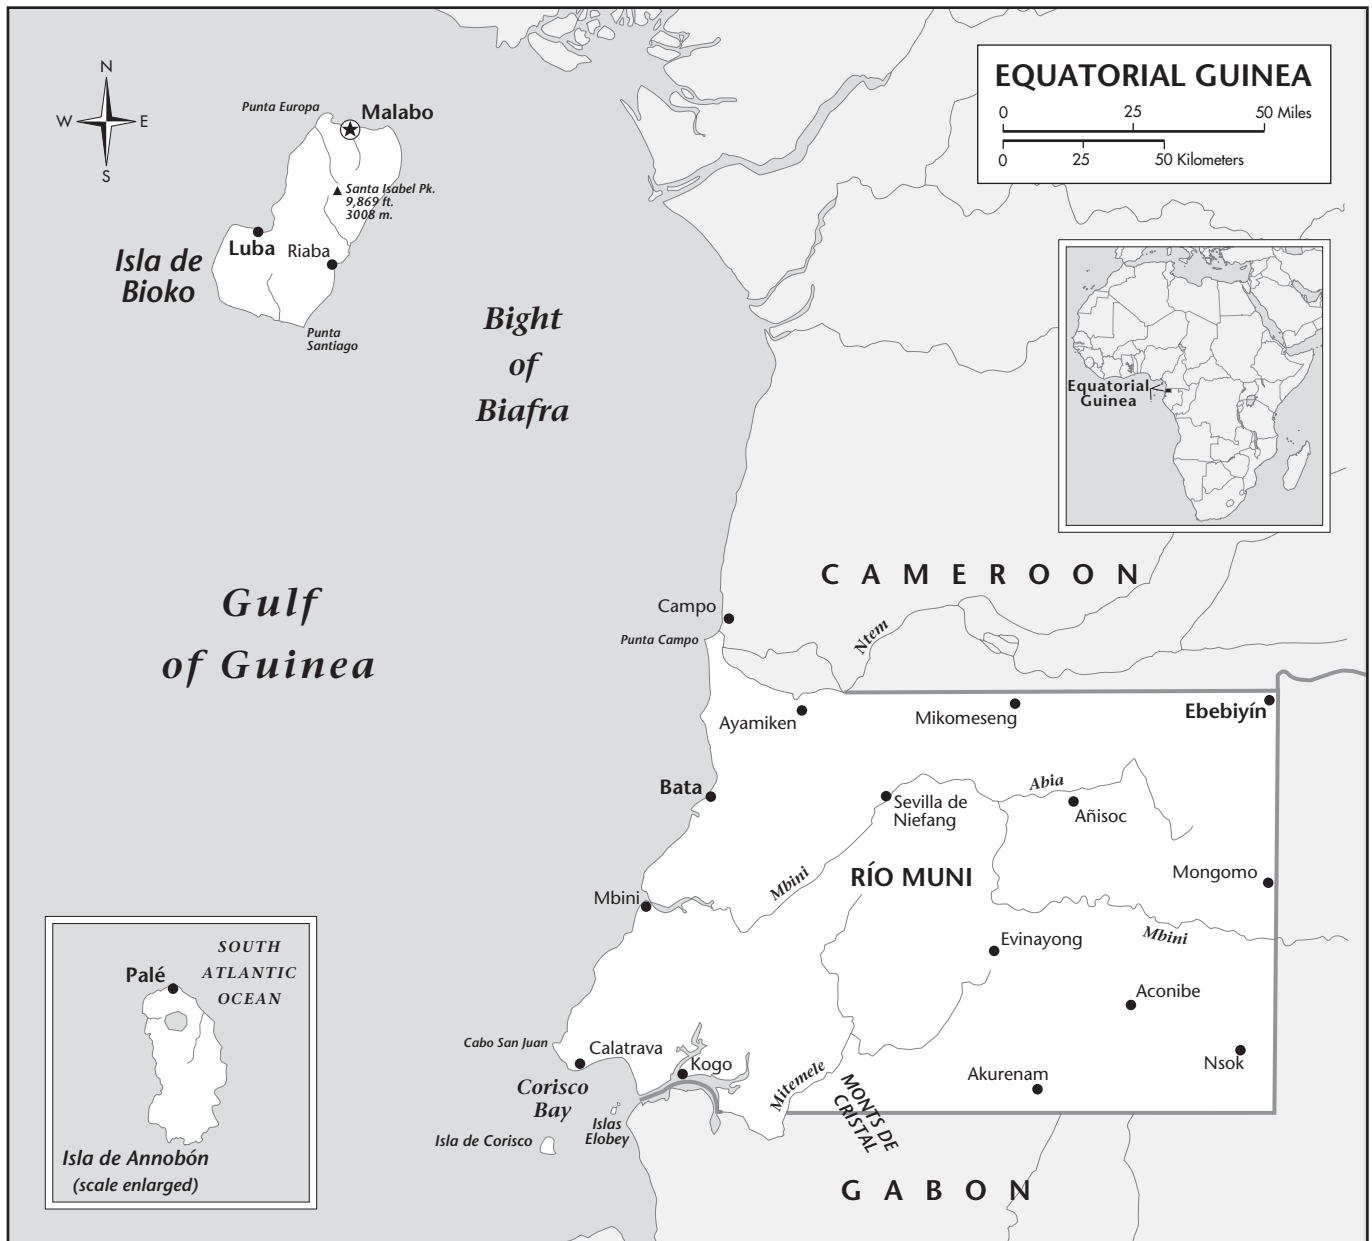 EQUATORIAL GUINEA
0 25 50 Miles
0 25 50 Kilometers
N
W E
S
Punta Europa
Malabo
Santa Isabel Pk.
9,869 ft.
3008 m.
Luba
Riaba
Isla de
Bioko
Punta
Santiago
Bight
of
Biafra
Equatorial
Guinea
Gulf
of Guinea
CAMEROON
Campo
Punta Campo
Ntem
Ayamiken
Mikomeseng
Ebebiyín
Bata
Sevilla de
Niefang
Abia
Añisoc
Mbini
RÍO MUNI
Mongomo
Mbini
Mbini
Evinayong
Aconibe
SOUTH
ATLANTIC
OCEAN
Palé
Isla de Annobón
(scale enlarged)
Cabo San Juan
Calatrava
Kogo
Corisco
Bay
Islas
Elobey
Isla de Corisco
Mitemele
MONTS DE
CRISTAL
Akurenam
Nsok
GABON